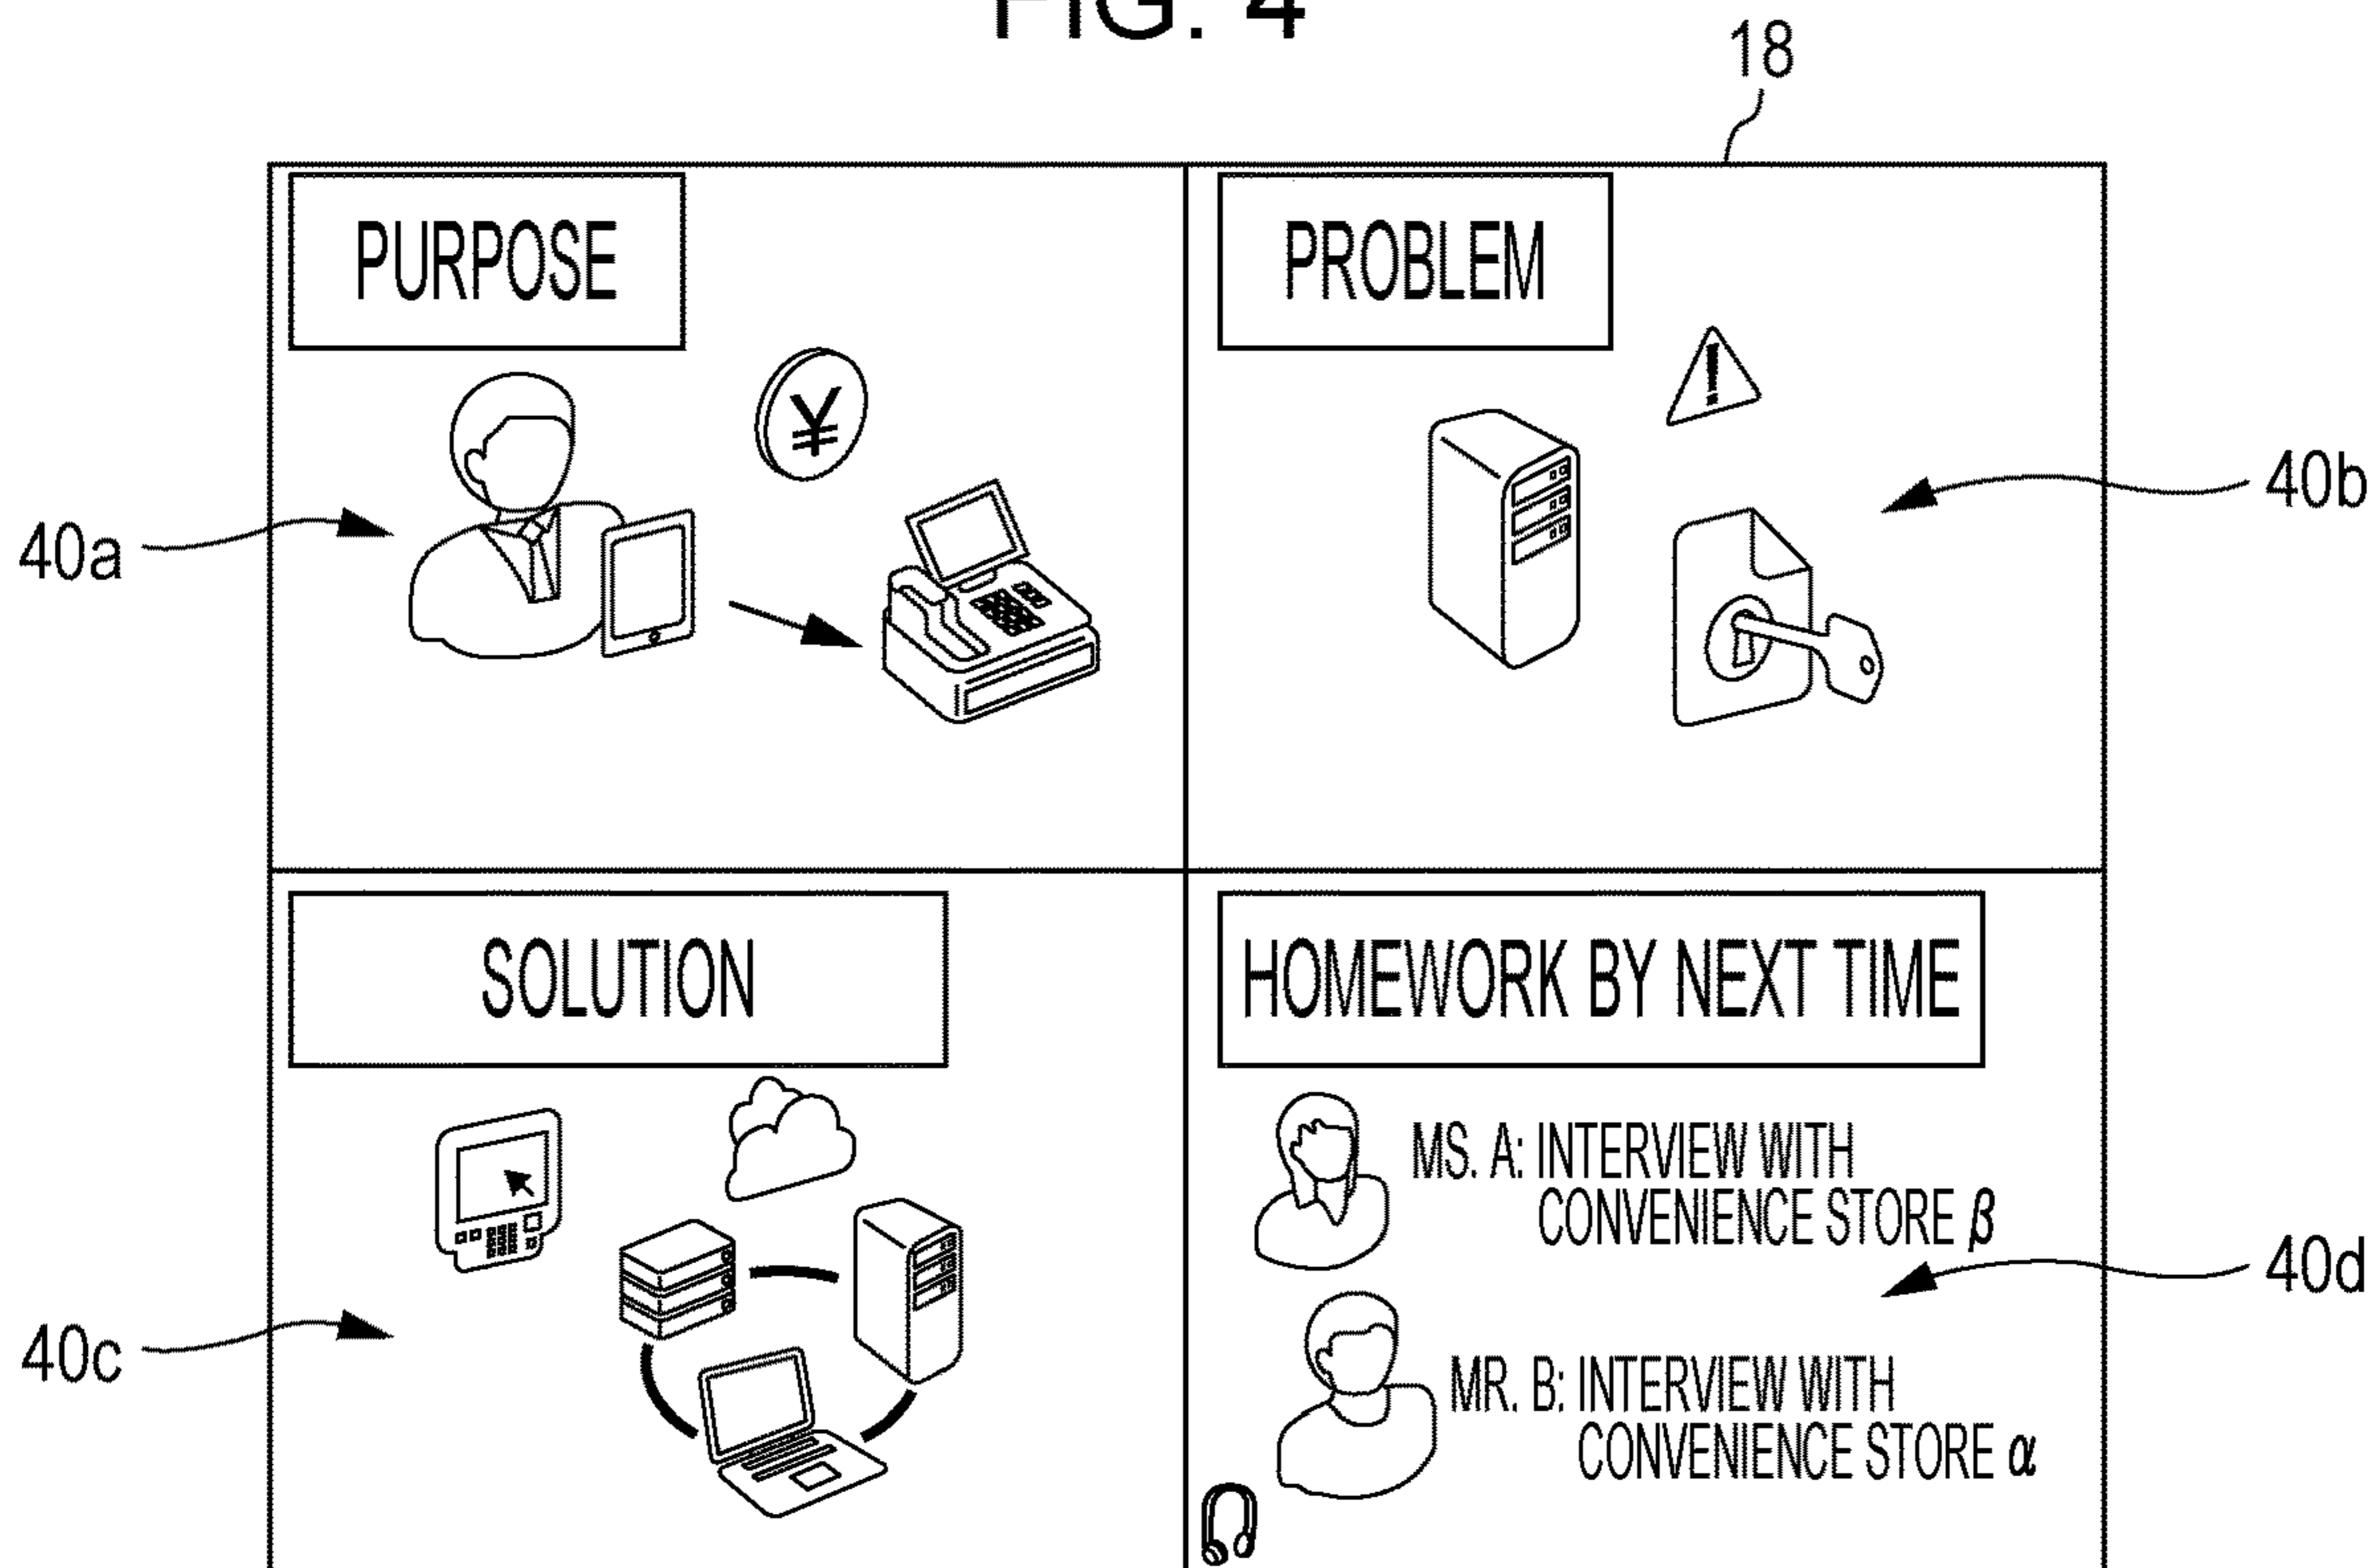 FIG. 4
18
PURPOSE
PROBLEM
¥
!
40a
40b
SOLUTION
HOMEWORK BY NEXT TIME
MS. A: INTERVIEW WITH
CONVENIENCE STORE β
40c
40d
MR. B: INTERVIEW WITH
CONVENIENCE STORE α